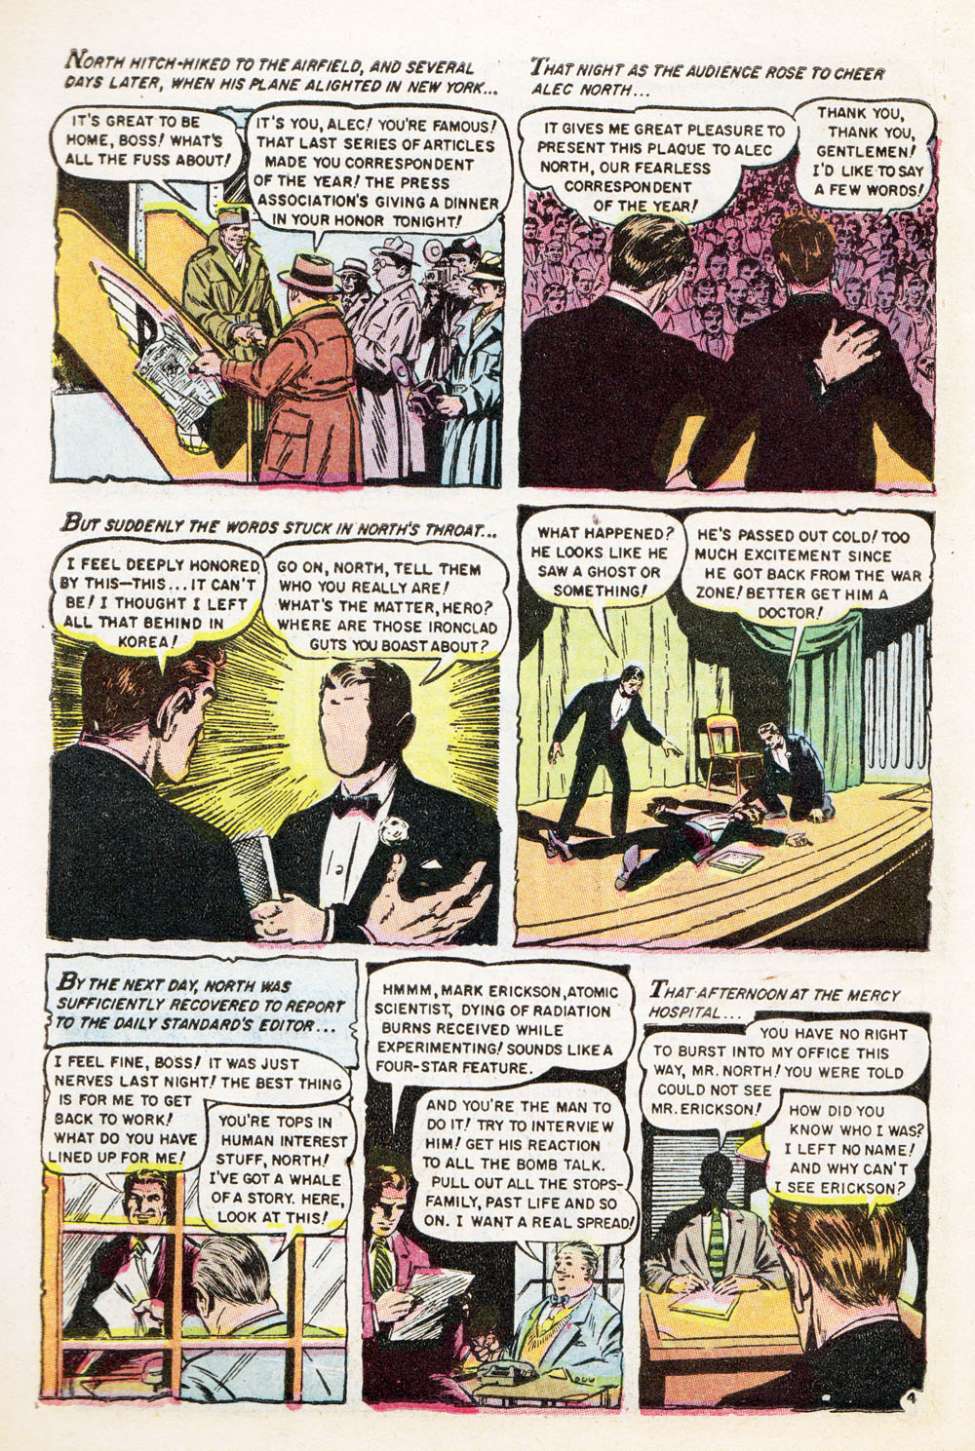 NORTH HITCH-HIKED TO THE AIRFIELD, AND SEVERAL
DAYS LATER, WHEN HIS PLANE ALIGHTED IN NEW YORK...
IT'S GREAT TO BE
HOME, BOSS! WHAT'S
ALL THE FUSS ABOUT!
IT'S YOU, ALEC! YOU'RE FAMOUS!
THAT LAST SERIES OF ARTICLES
MADE YOU CORRESPONDENT
OF THE YEAR! THE PRESS
ASSOCIATION'S GIVING A DINNER
IN YOUR HONOR TONIGHT!
THAT NIGHT AS THE AUDIENCE ROSE TO CHEER
ALEC NORTH...
IT GIVES ME GREAT PLEASURE TO
PRESENT THIS PLAQUE TO ALEC
NORTH, OUR FEARLESS
CORRESPONDENT
OF THE YEAR!
THANK YOU,
THANK YOU,
GENTLEMEN!
I'D LIKE TO SAY
A FEW WORDS!
BUT SUDDENLY THE WORDS STUCK IN NORTH'S THROAT...
I FEEL DEEPLY HONORED
BY THIS—THIS... IT CAN'T
BE! I THOUGHT I LEFT
ALL THAT BEHIND IN
KOREA!
GO ON, NORTH, TELL THEM
WHO YOU REALLY ARE!
WHAT'S THE MATTER, HERO?
WHERE ARE THOSE IRONCLAD
GUTS YOU BOAST ABOUT?
WHAT HAPPENED?
HE LOOKS LIKE HE
SAW A GHOST OR
SOMETHING!
HE'S PASSED OUT COLD! TOO
MUCH EXCITEMENT SINCE
HE GOT BACK FROM THE WAR
ZONE! BETTER GET HIM A
DOCTOR!
BY THE NEXT DAY, NORTH WAS
SUFFICIENTLY RECOVERED TO REPORT
TO THE DAILY STANDARD'S EDITOR...
I FEEL FINE, BOSS! IT WAS JUST
NERVES LAST NIGHT! THE BEST THING
IS FOR ME TO GET
BACK TO WORK!
WHAT DO YOU HAVE
LINED UP FOR ME!
YOU'RE TOPS IN
HUMAN INTEREST
STUFF, NORTH!
I'VE GOT A WHALE
OF A STORY. HERE,
LOOK AT THIS!
HMMM, MARK ERICKSON, ATOMIC
SCIENTIST, DYING OF RADIATION
BURNS RECEIVED WHILE
EXPERIMENTING! SOUNDS LIKE A
FOUR-STAR FEATURE.
AND YOU'RE THE MAN TO
DO IT! TRY TO INTERVIEW
HIM! GET HIS REACTION
TO ALL THE BOMB TALK.
PULL OUT ALL THE STOPS-
FAMILY, PAST LIFE AND SO
ON. I WANT A REAL SPREAD!
THAT AFTERNOON AT THE MERCY
HOSPITAL...
YOU HAVE NO RIGHT
TO BURST INTO MY OFFICE THIS
WAY, MR. NORTH! YOU WERE TOLD
COULD NOT SEE
MR. ERICKSON!
HOW DID YOU
KNOW WHO I WAS?
I LEFT NO NAME!
AND WHY CAN'T
I SEE ERICKSON?
4